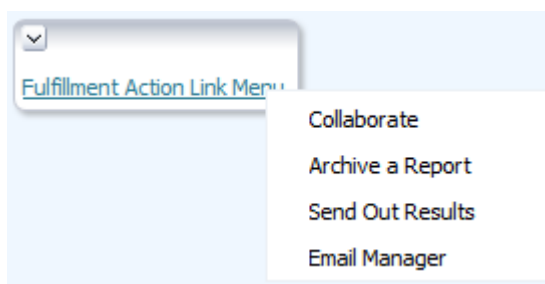 Fulfillment Action Link Menu
Collaborate
Archive a Report
Send Out Results
Email Manager